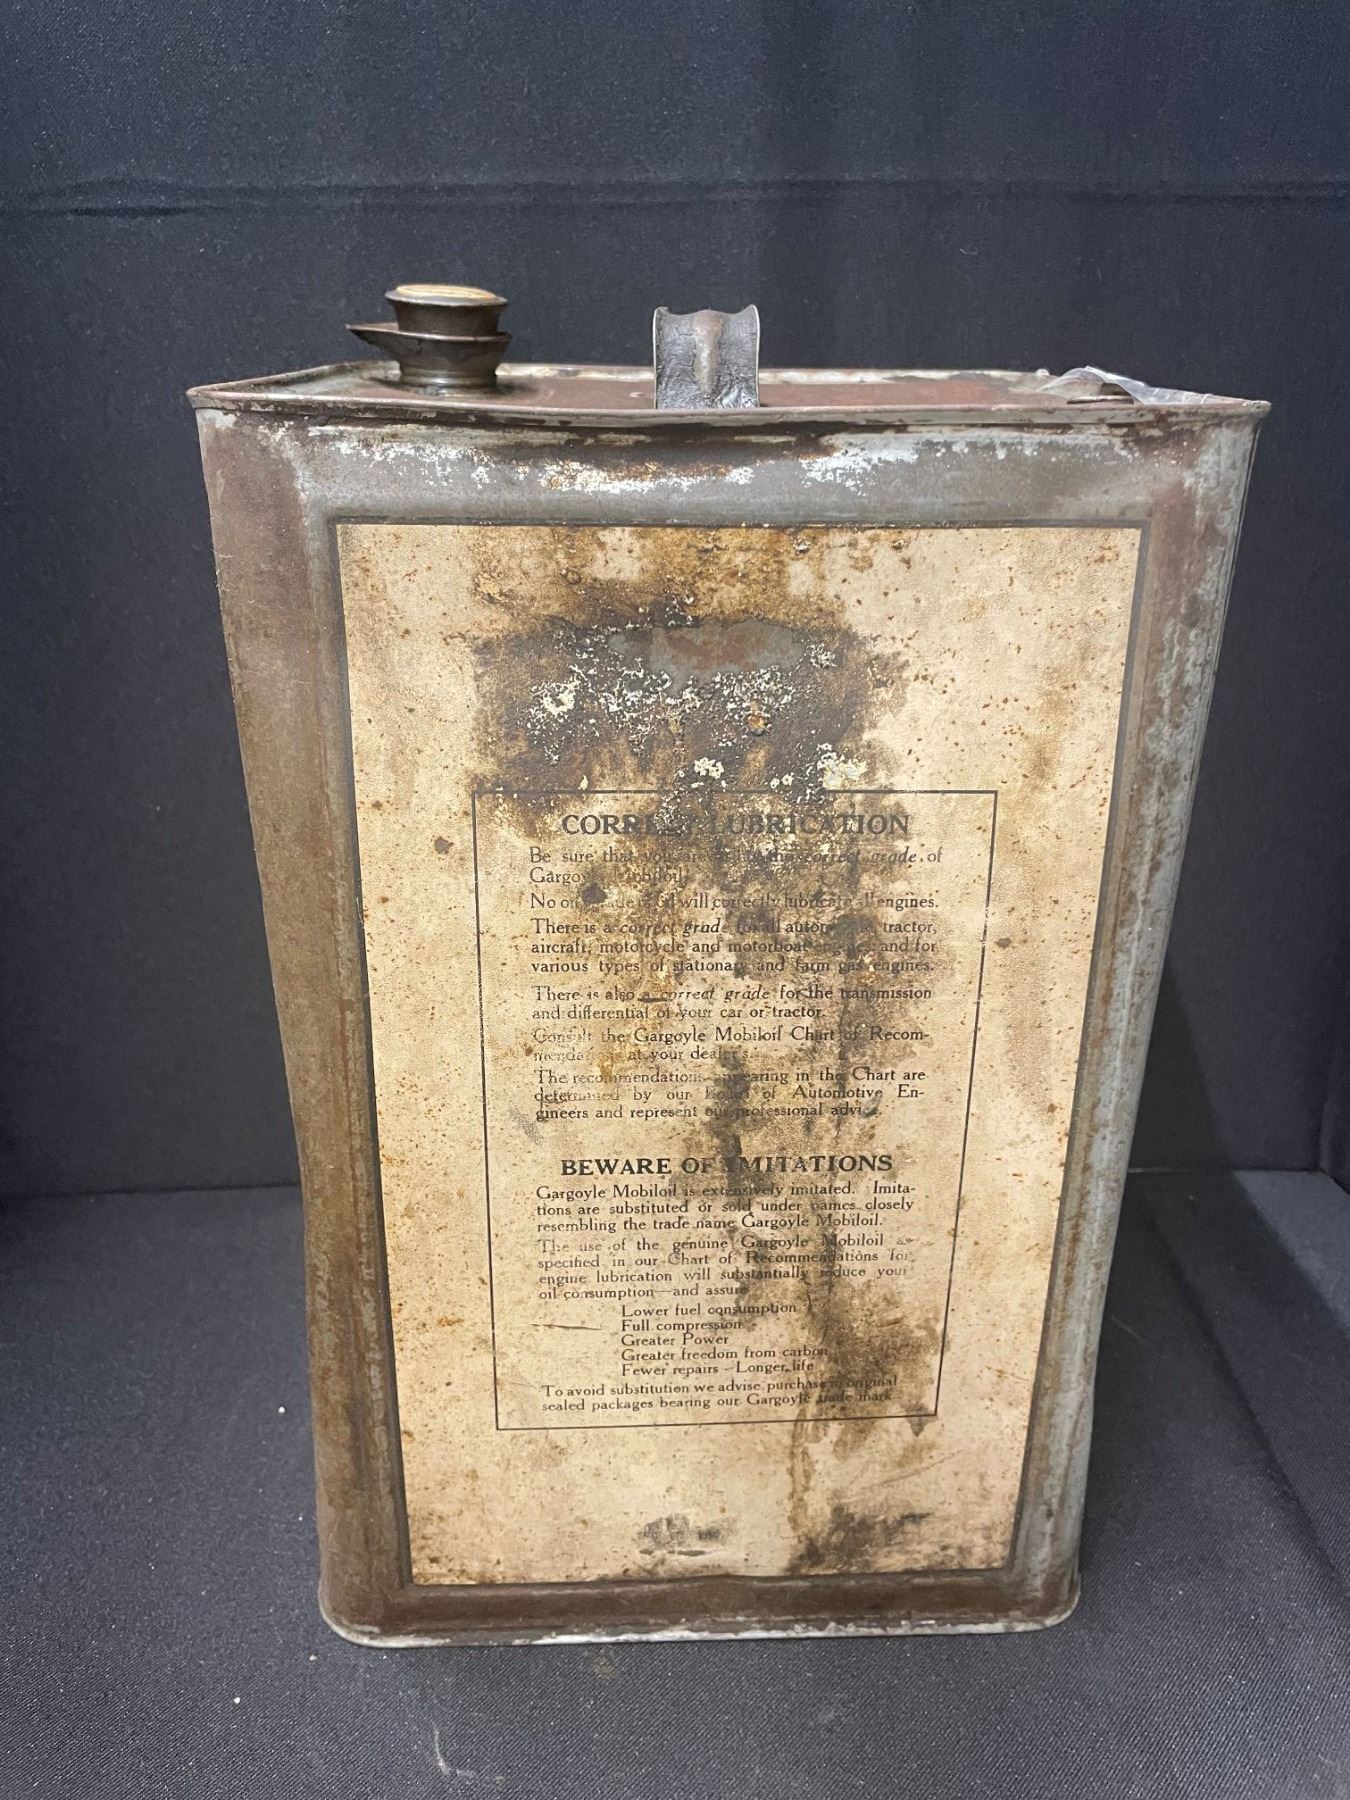 CORRECT LUBRICATION
Be sure that you are the correct grade of
Gargoyle Mobiloil
No one grade of oil will correctly lubricate all engines.
There is a correct grade for all automobile, tractor,
aircraft, motorcycle and motorboat engines and for
various types of stationary and farm gas engines.
There is also a correct grade for the transmission
and differential of your car or tractor.
Consult the Gargoyle Mobiloil Chart of Recom-
mendations at your dealer's.
The recommendations appearing in the Chart are
determined by our of Automotive En-
gineers and represent our professional advice.
BEWARE OF IMITATIONS
Gargoyle Mobiloil is extensively imitated. Imita-
tions are substituted or sold under names closely
resembling the trade name Gargoyle Mobiloil.
The use of the genuine Gargoyle Mobiloil as
specified in our Chart of Recommendations for
engine lubrication will substantially reduce your
oil consumption—and assure
Lower fuel consumption
Full compression
Greater Power
Greater freedom from carbon
Fewer repairs—Longer life
To avoid substitution we advise purchase in original
sealed packages bearing our Gargoyle trade mark